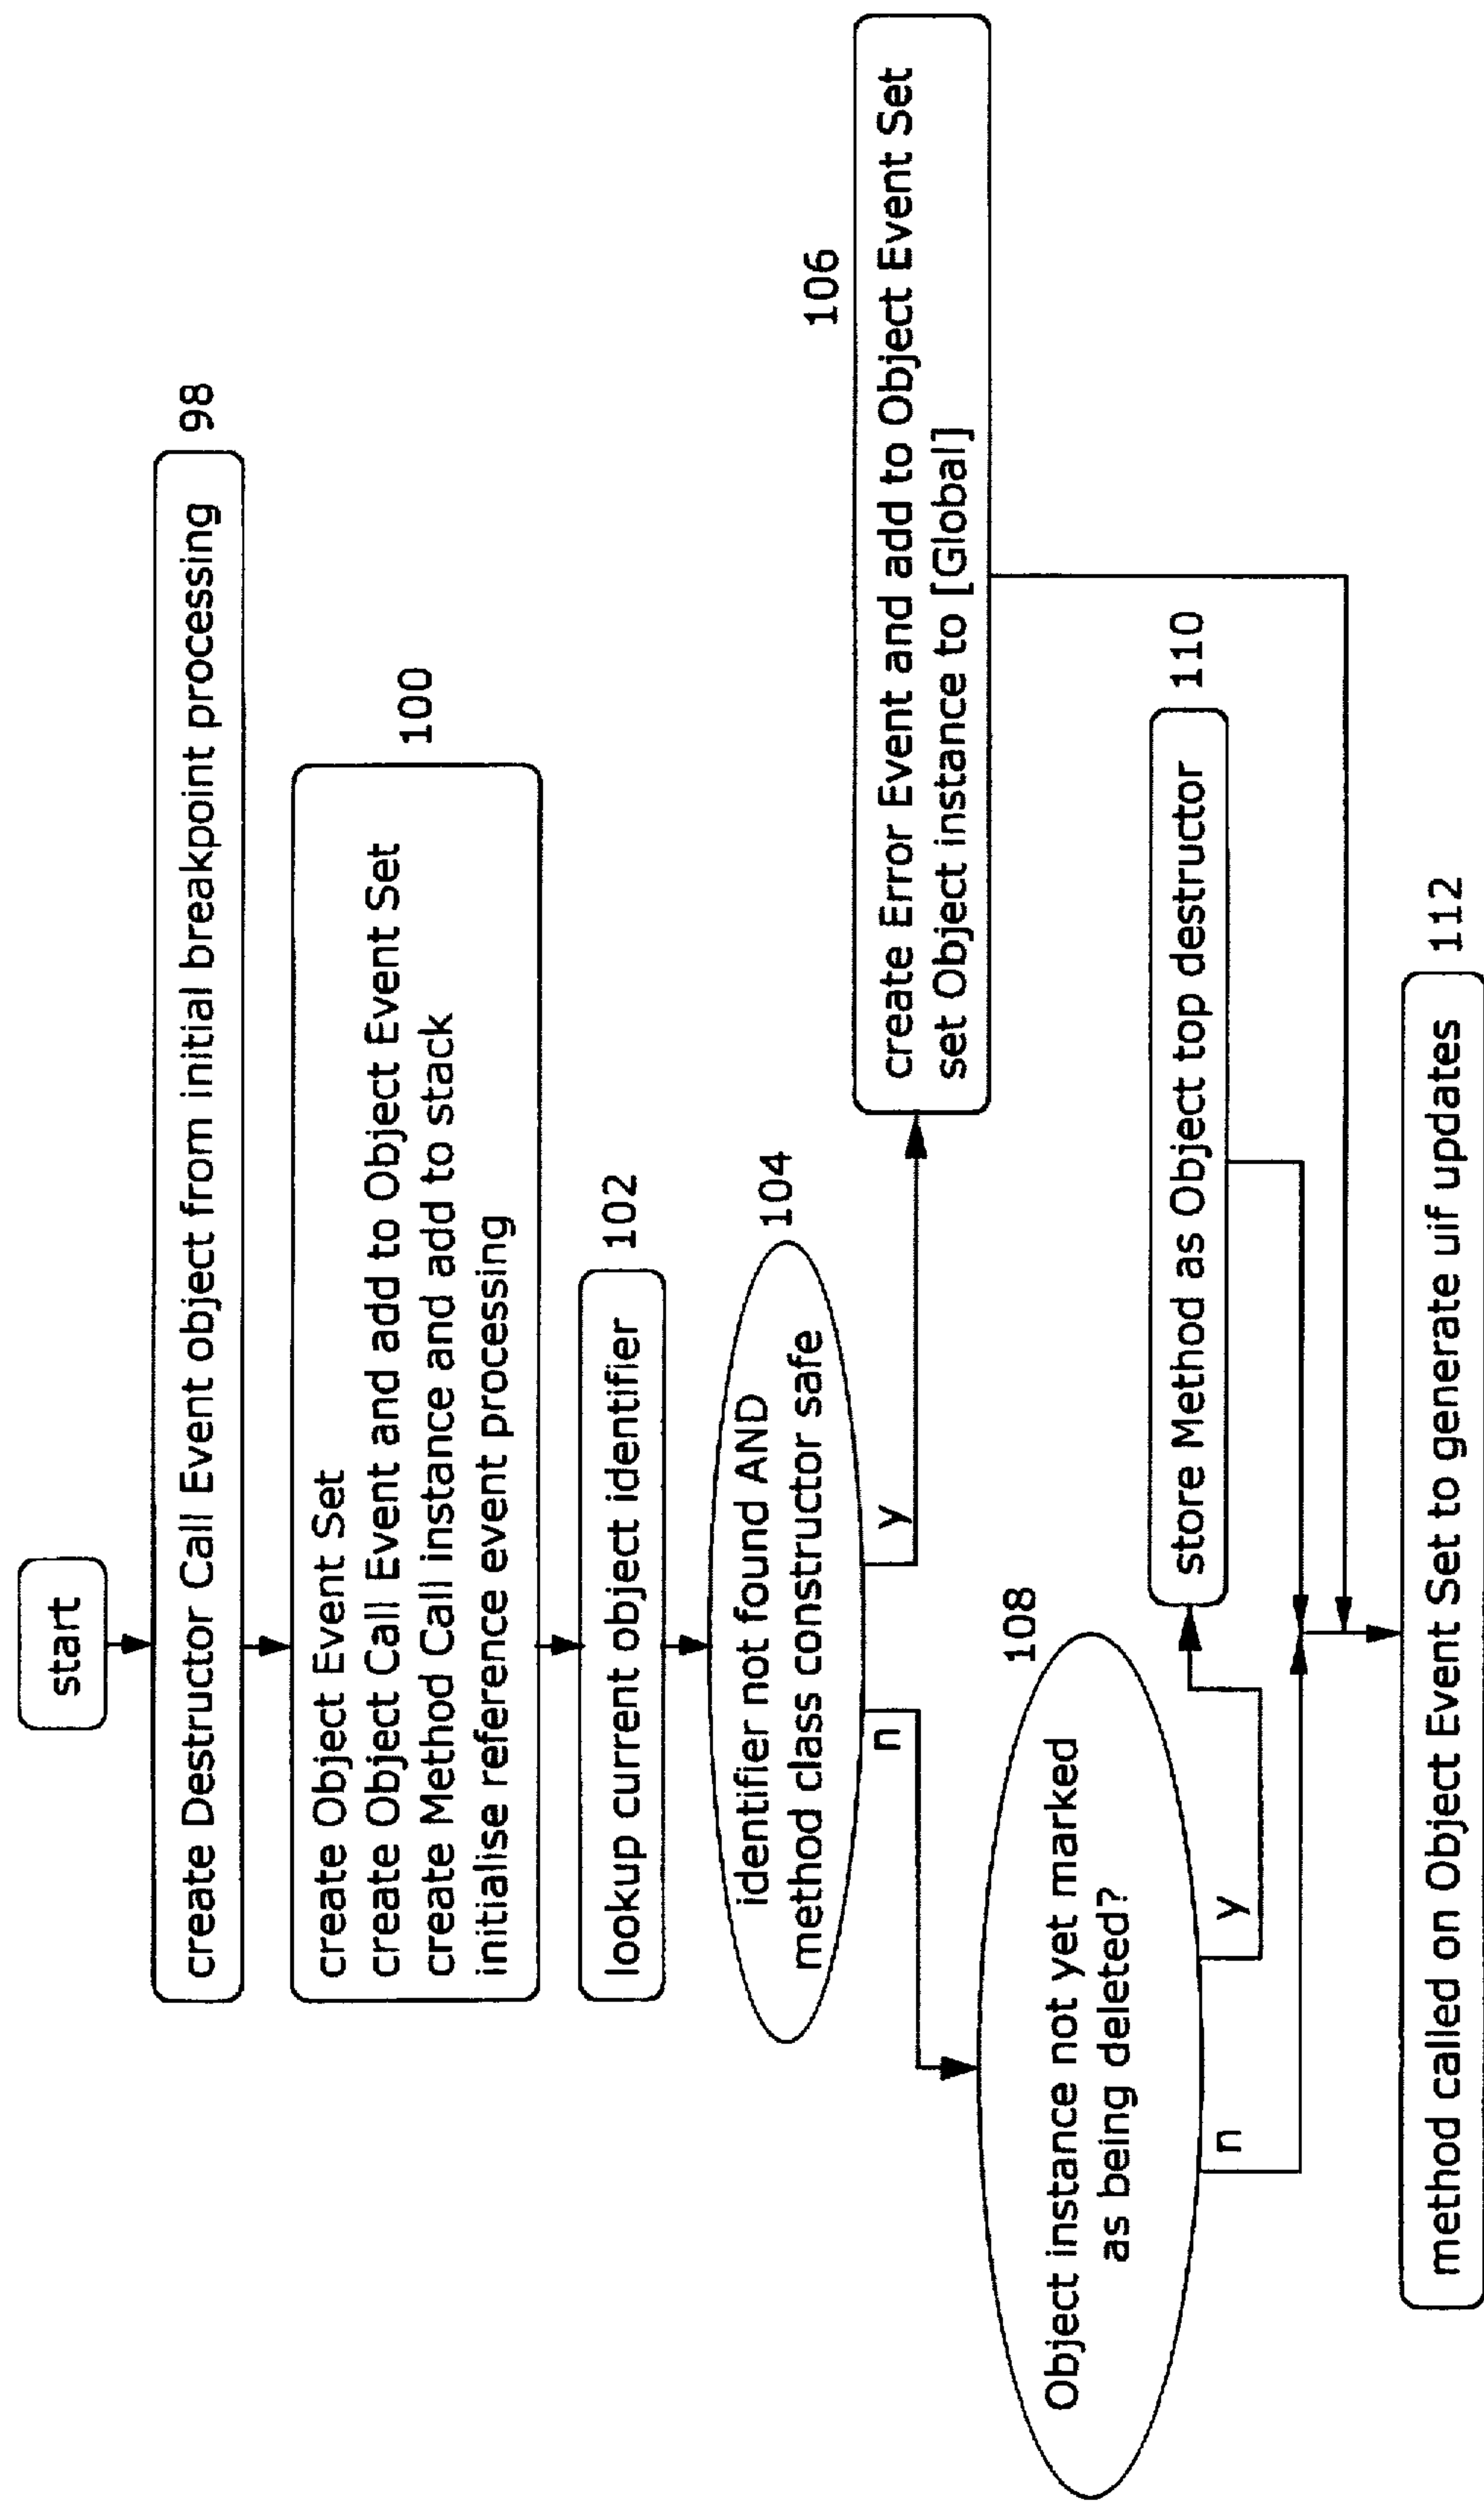 start
create Destructor Call Event object from initial breakpoint processing
98
create Object Event Set
create Object Call Event and add to Object Event Set
create Method Call instance and add to stack
initialise reference event processing
100
lookup current object identifier
102
identifier not found AND
method class constructor safe
104
n
y
create Error Event and add to Object Event Set
set Object instance to [Global]
106
Object instance not yet marked
as being deleted?
108
n
y
store Method as Object top destructor
110
method called on Object Event Set to generate uif updates
112